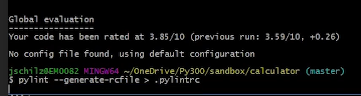 Global evaluation
-----------------
Your code has been rated at 3.85/10 (previous run: 3.59/10, +0.26)
No config file found, using default configuration
jschilz@EM0082 MINGW64 ~/OneDrive/Py300/sandbox/calculator (master)
$ pylint --generate-rcfile > .pylintrc